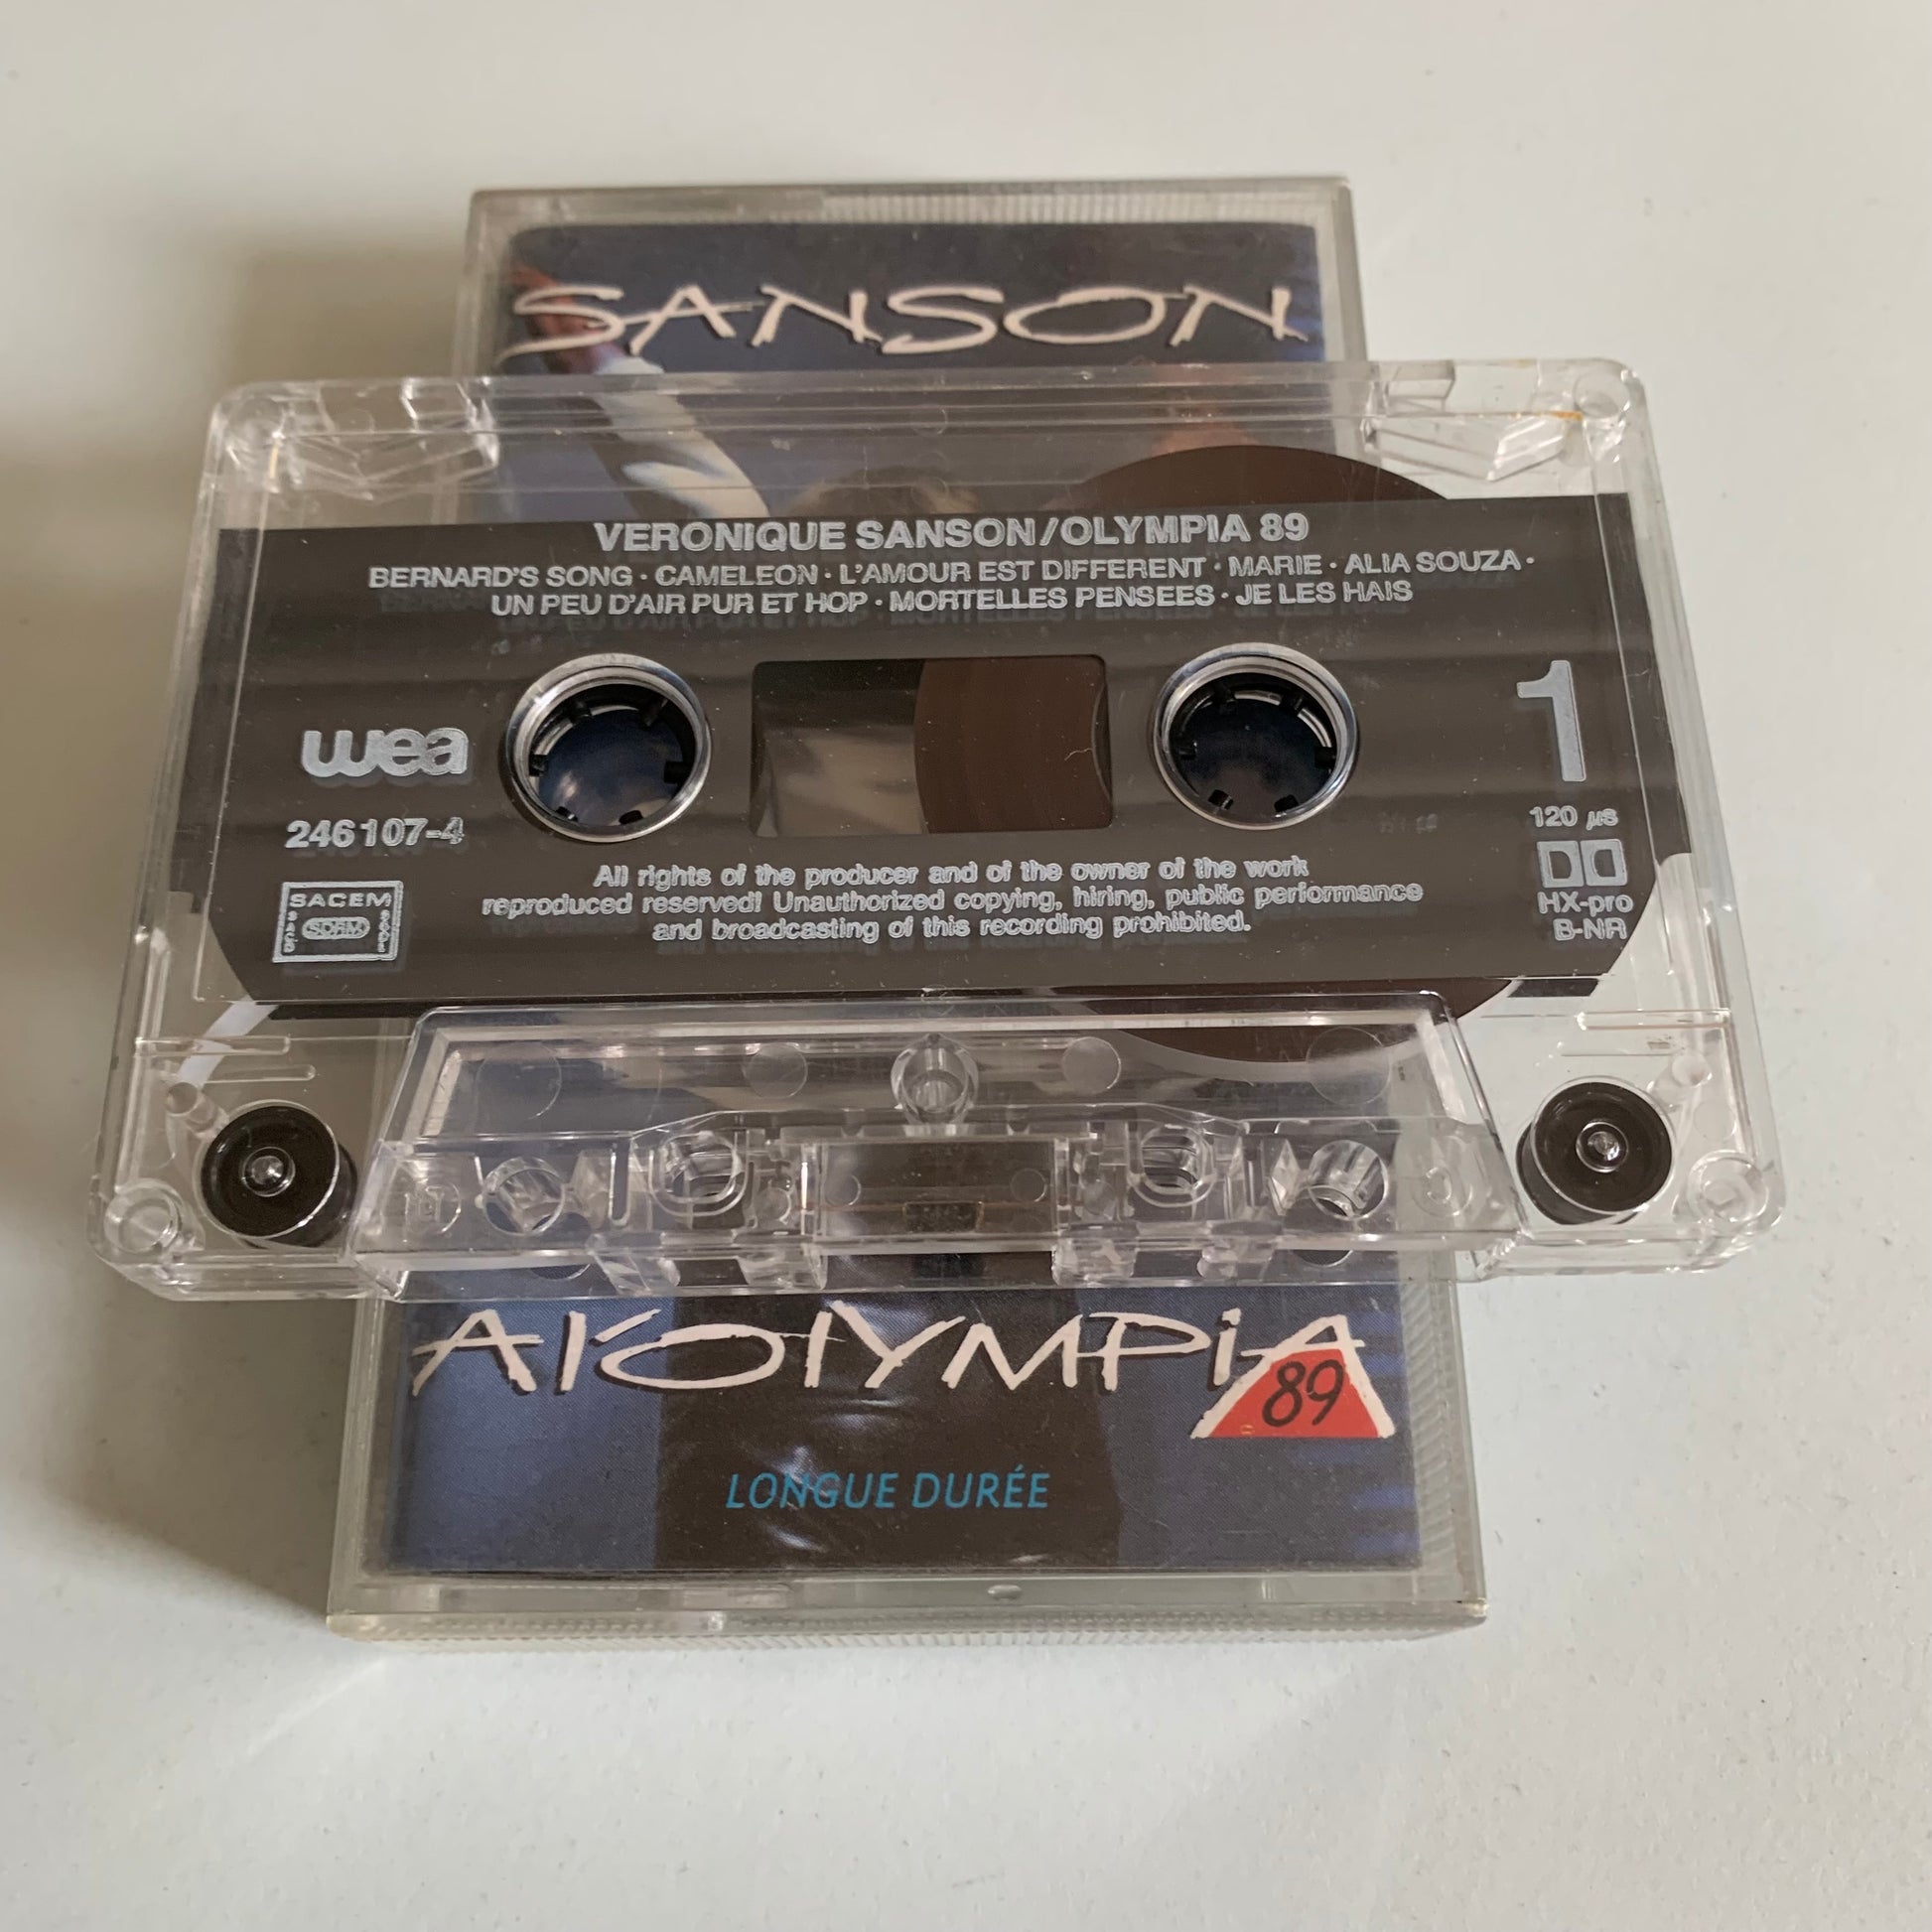 SANSON
VERONIQUE SANSON/OLYMPIA 89
BERNARD'S SONG · CAMELEON · L'AMOUR EST DIFFERENT · MARIE · ALIA SOUZA ·
UN PEU D'AIR PUR ET HOP · MORTELLES PENSEES · JE LES HAIS
wea
1
246107-4
120 µs
SACEM
SDRM
All rights of the producer and of the owner of the work
reproduced reserved! Unauthorized copying, hiring, public performance
and broadcasting of this recording prohibited.
HX-pro
B-NR
A l'OlYMPiA
89
LONGUE DURÉE